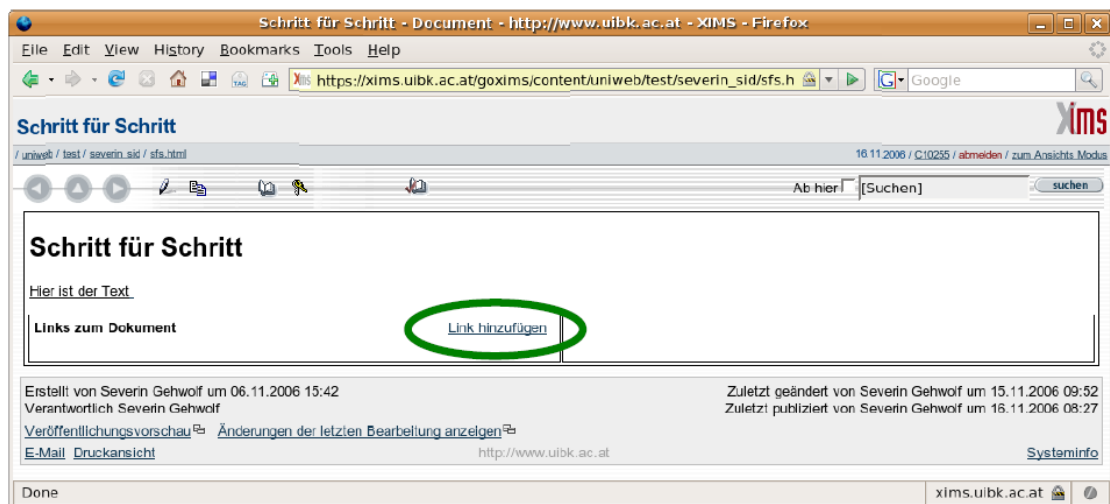 Schritt für Schritt - Document - http://www.uibk.ac.at - XIMS - Firefox
File Edit View History Bookmarks Tools Help
https://xims.uibk.ac.at/goxims/content/uniweb/test/severin_sid/sfs.h Google
Schritt für Schritt Xims
/ uniweb / test / severin_sid / sfs.html 16.11.2006 / C10255 / abmelden / zum Ansichts Modus
Ab hier [Suchen] suchen
Schritt für Schritt
Hier ist der Text
Links zum Dokument Link hinzufügen
Erstellt von Severin Gehwolf um 06.11.2006 15:42 Zuletzt geändert von Severin Gehwolf um 15.11.2006 09:52
Verantwortlich Severin Gehwolf Zuletzt publiziert von Severin Gehwolf um 16.11.2006 08:27
Veröffentlichungsvorschau Änderungen der letzten Bearbeitung anzeigen
E-Mail Druckansicht http://www.uibk.ac.at Systeminfo
Done xims.uibk.ac.at